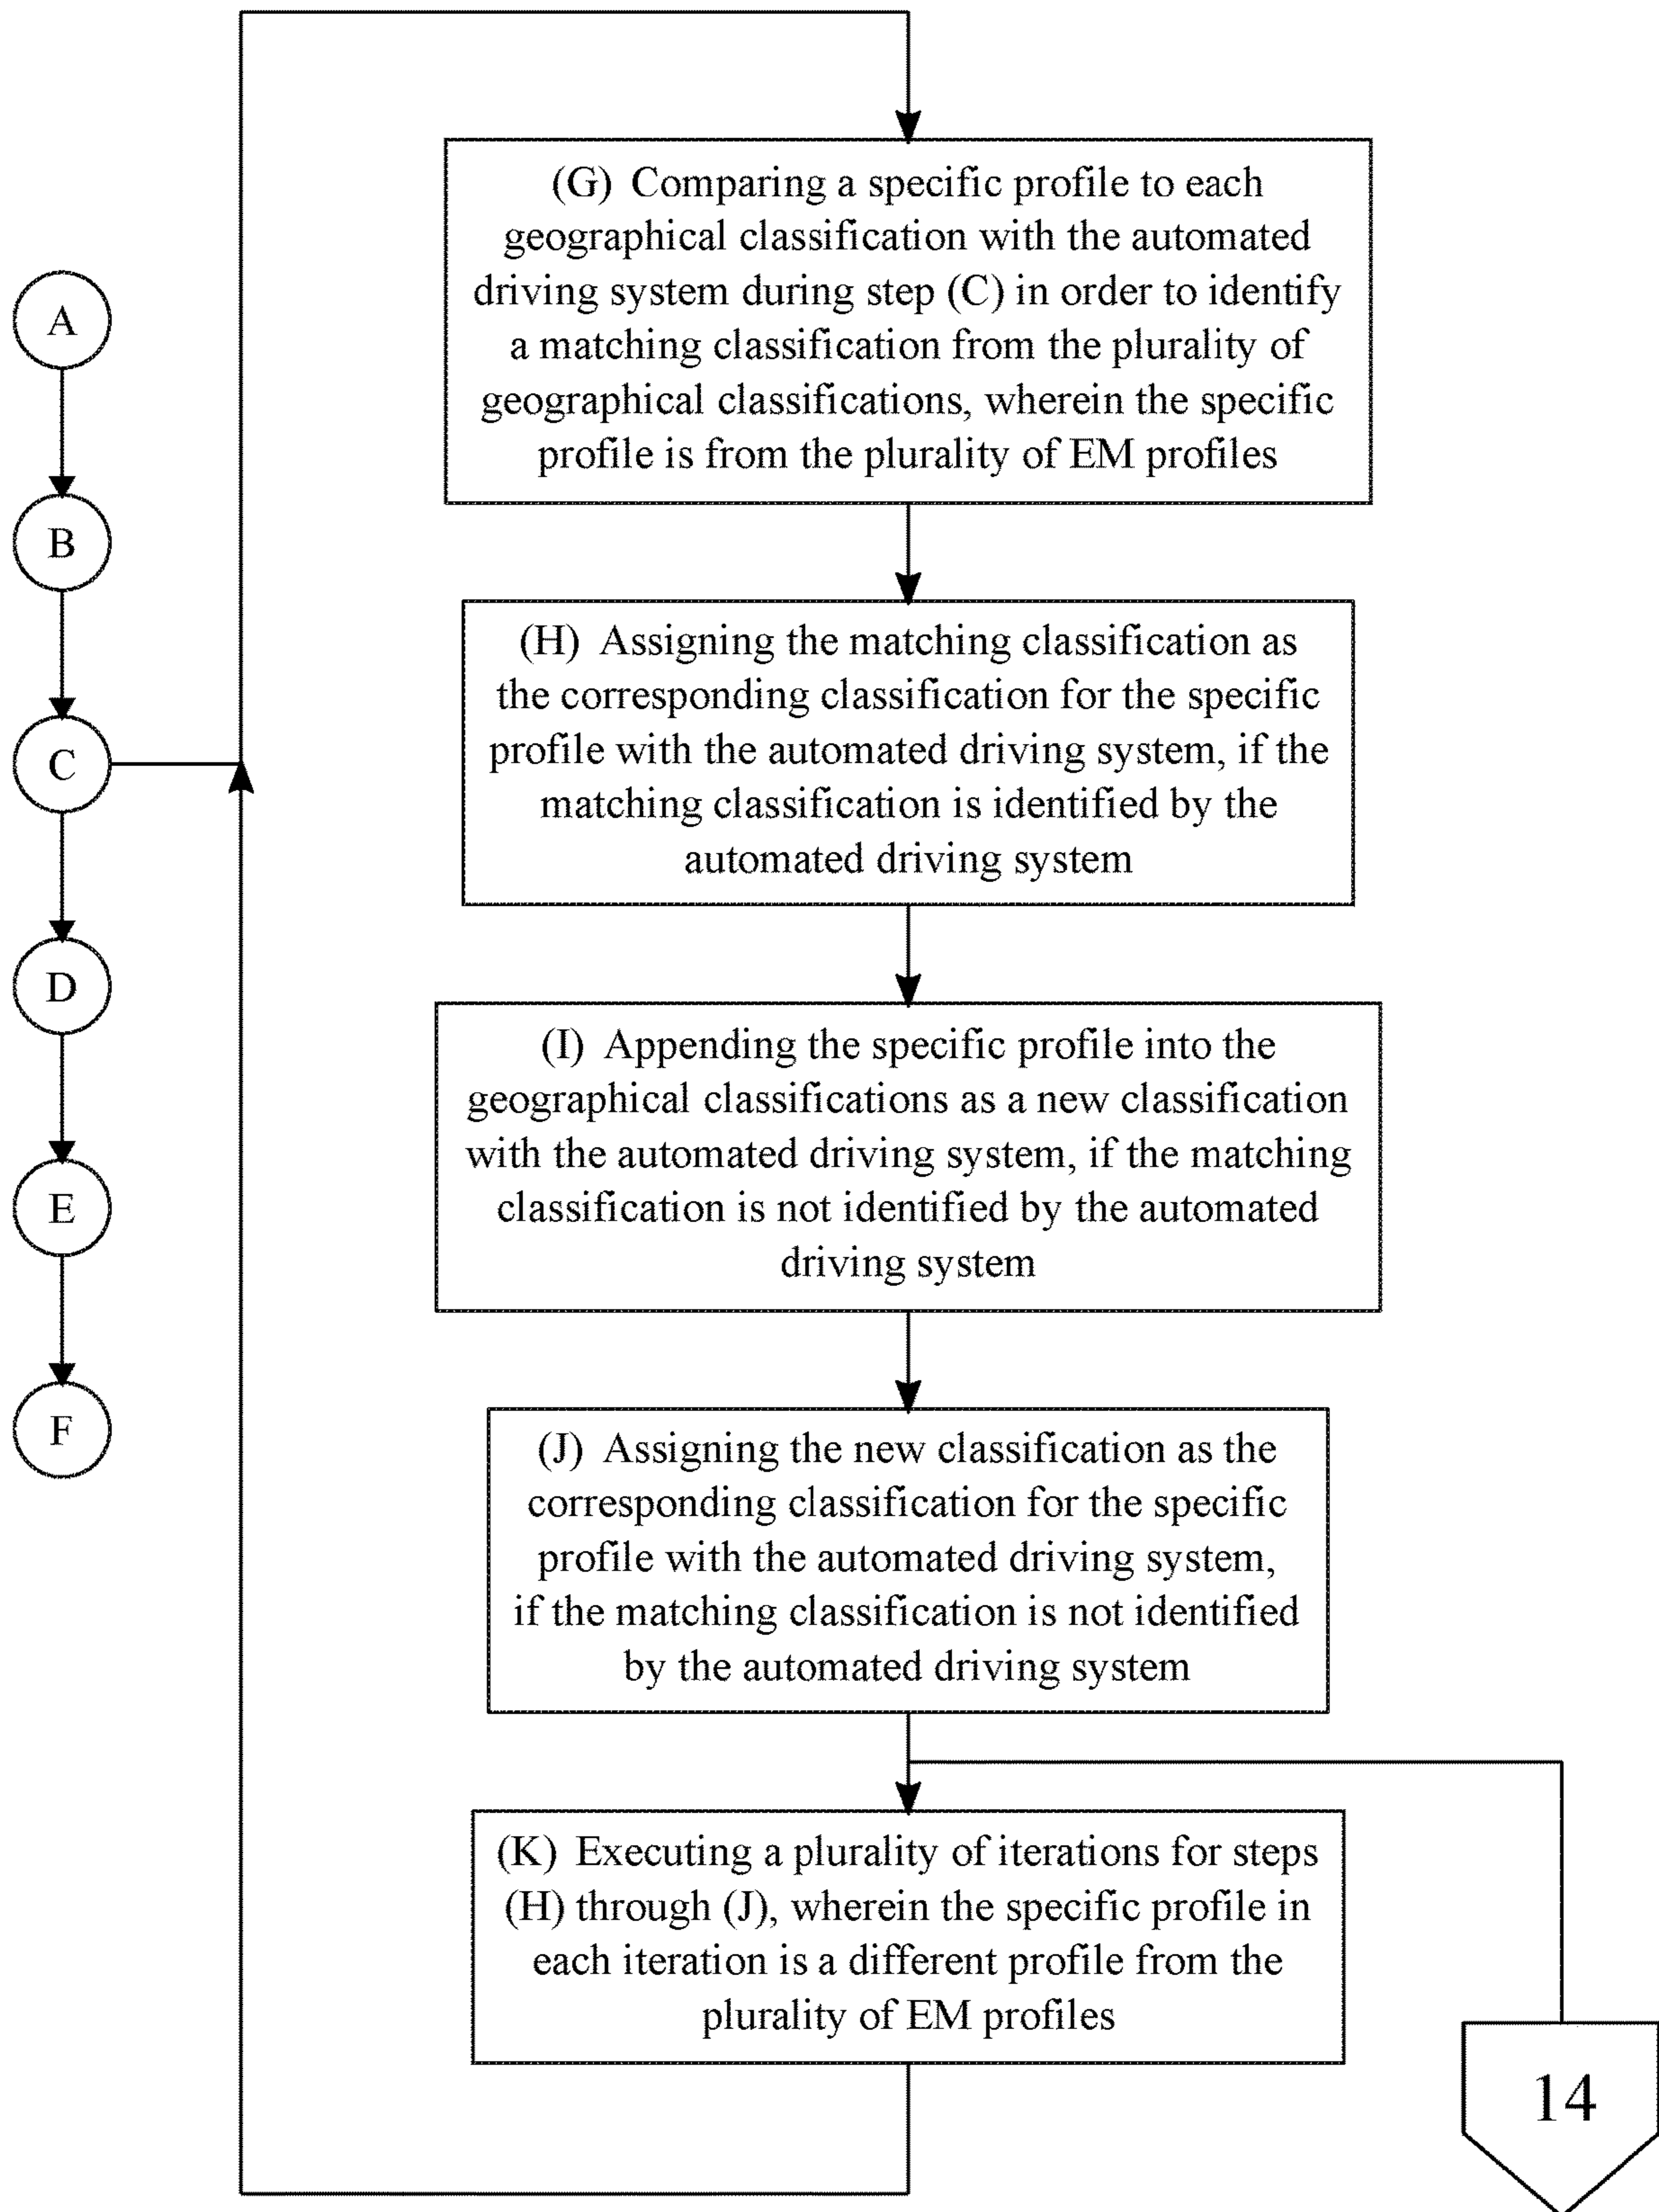 A
B
C
D
E
F
(G) Comparing a specific profile to each
geographical classification with the automated
driving system during step (C) in order to identify
a matching classification from the plurality of
geographical classifications, wherein the specific
profile is from the plurality of EM profiles
(H) Assigning the matching classification as
the corresponding classification for the specific
profile with the automated driving system, if the
matching classification is identified by the
automated driving system
(I) Appending the specific profile into the
geographical classifications as a new classification
with the automated driving system, if the matching
classification is not identified by the automated
driving system
(J) Assigning the new classification as the
corresponding classification for the specific
profile with the automated driving system,
if the matching classification is not identified
by the automated driving system
(K) Executing a plurality of iterations for steps
(H) through (J), wherein the specific profile in
each iteration is a different profile from the
plurality of EM profiles
14